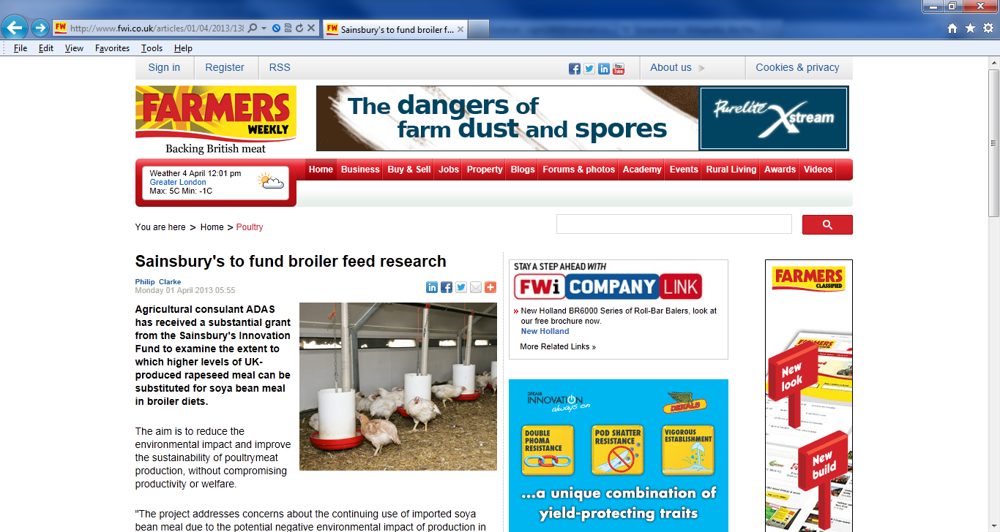 http://www.fwi.co.uk/articles/01/04/2013/13
Sainsbury's to fund broiler f...
File Edit View Favorites Tools Help
Sign in Register RSS
You Tube
About us
Cookies & privacy
FARMERS
WEEKLY
Backing British meat
The dangers of
farm dust and spores
Purelite Xstream
Weather 4 April 12:01 pm
Greater London
Max: 5C Min: -1C
Home Business Buy & Sell Jobs Property Blogs Forums & photos Academy Events Rural Living Awards Videos
You are here > Home > Poultry
Sainsbury's to fund broiler feed research
Philip Clarke
Monday 01 April 2013 05:55
Agricultural consulant ADAS
has received a substantial grant
from the Sainsbury's Innovation
Fund to examine the extent to
which higher levels of UK-
produced rapeseed meal can be
substituted for soya bean meal
in broiler diets.
The aim is to reduce the
environmental impact and improve
the sustainability of poultrymeat
production, without compromising
productivity or welfare.
"The project addresses concerns about the continuing use of imported soya
bean meal due to the potential negative environmental impact of production in
STAY A STEP AHEAD WITH
FWi COMPANY LINK
» New Holland BR6000 Series of Roll-Bar Balers, look at
our free brochure now.
New Holland
More Related Links »
DEKALB
INNOVATION
always on
DEKALB
DOUBLE
PHOMA
RESISTANCE
POD SHATTER
RESISTANCE
VIGOROUS
ESTABLISHMENT
...a unique combination of
yield-protecting traits
FARMERS
CLASSIFIED
New
look
New
build